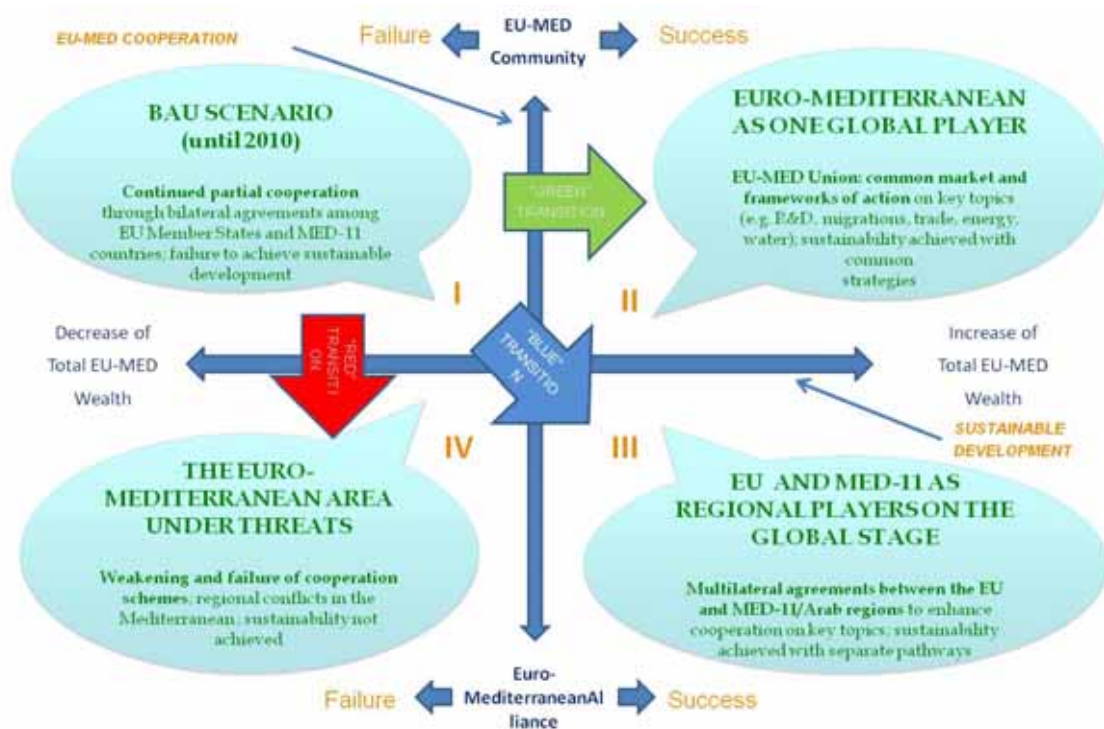 EU-MED COOPERATION
Failure
EU-MED
Community
Success
BAU SCENARIO
(until 2010)
Continued partial cooperation
through bilateral agreements among
EU Member States and MED-11
countries; failure to achieve sustainable
development
EURO-MEDITERRANEAN
AS ONE GLOBAL PLAYER
EU-MED Union: common market and
frameworks of action on key topics
(e.g. R&D, migrations, trade, energy,
water); sustainability achieved with
common
strategies
"GREEN"
TRANSITION
I
II
Decrease of
Total EU-MED
Wealth
"RED"
TRANSITI
ON
"BLUE"
TRANSITIO
N
Increase of
Total EU-MED
Wealth
SUSTAINABLE
DEVELOPMENT
IV
III
THE EURO-
MEDITERRANEAN AREA
UNDER THREATS
Weakening and failure of cooperation
schemes; regional conflicts in the
Mediterranean; sustainability not
achieved
EU AND MED-11 AS
REGIONAL PLAYERS ON THE
GLOBAL STAGE
Multilateral agreements between the EU
and MED-11/Arab regions to enhance
cooperation on key topics; sustainability
achieved with separate pathways
Failure
Euro-
MediterraneanAl
liance
Success